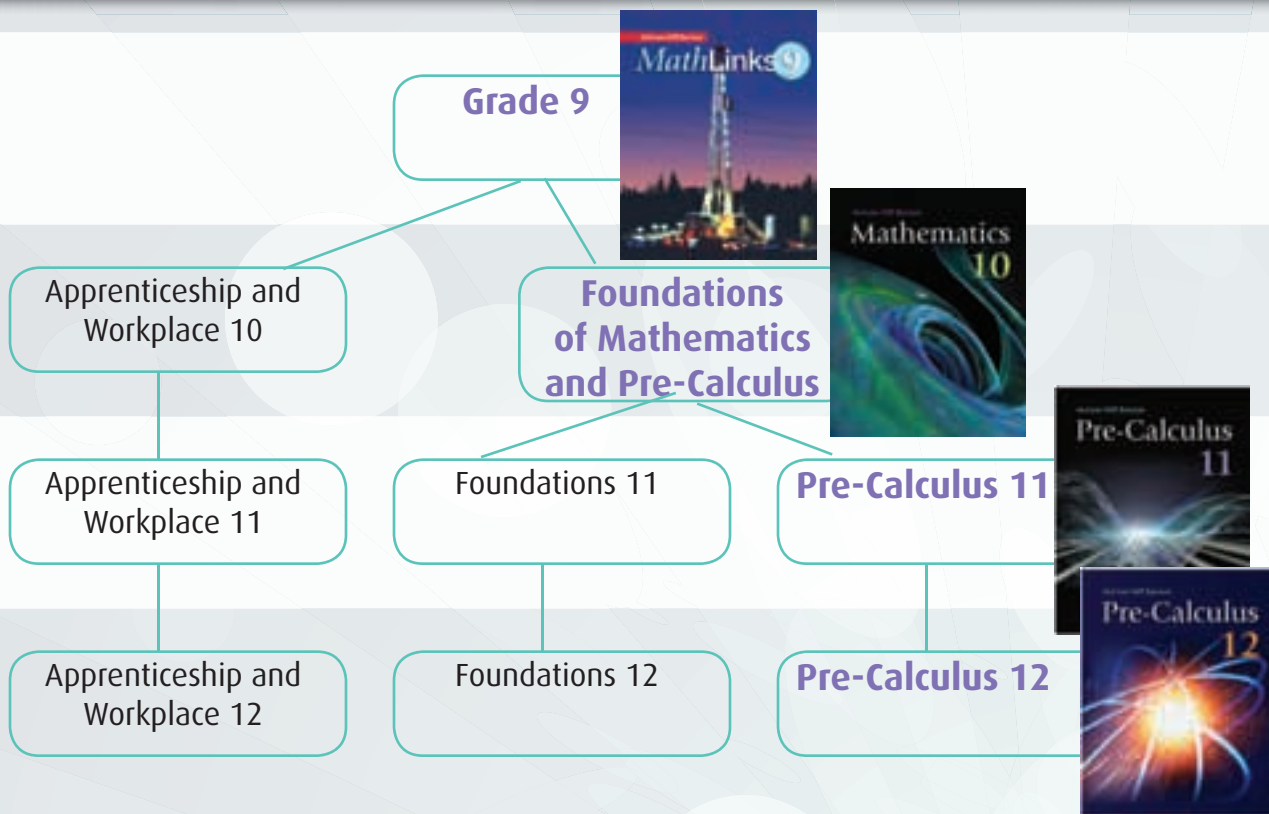 MathLinks 9
Grade 9
Mathematics
10
Apprenticeship and
Workplace 10
Foundations
of Mathematics
and Pre-Calculus
Pre-Calculus
11
Apprenticeship and
Workplace 11
Foundations 11
Pre-Calculus 11
Pre-Calculus
12
Apprenticeship and
Workplace 12
Foundations 12
Pre-Calculus 12